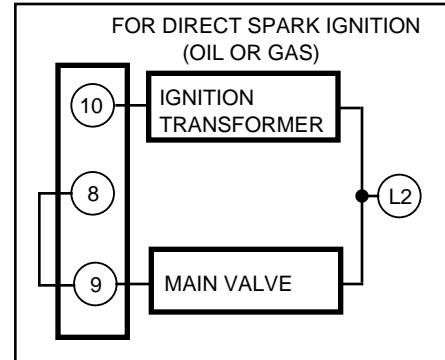 FOR DIRECT SPARK IGNITION
(OIL OR GAS)
10
IGNITION
TRANSFORMER
8
L2
9
MAIN VALVE